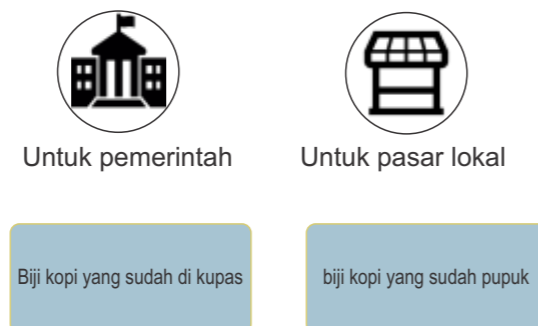 Untuk pemerintah
Untuk pasar lokal
Biji kopi yang sudah di kupas
biji kopi yang sudah pupuk